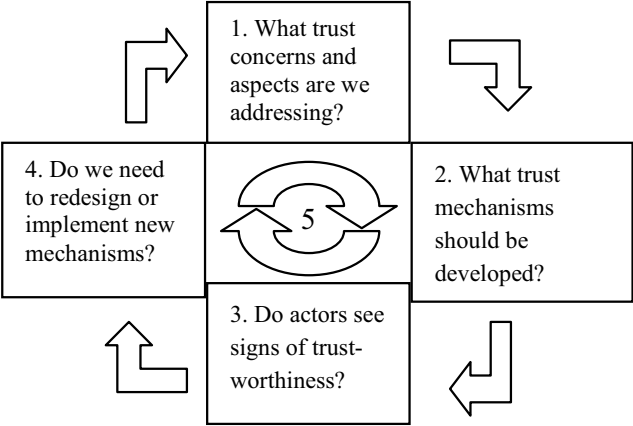 1. What trust
concerns and
aspects are we
addressing?
2. What trust
mechanisms
should be
developed?
3. Do actors see
signs of trust-
worthiness?
4. Do we need
to redesign or
implement new
mechanisms?
5